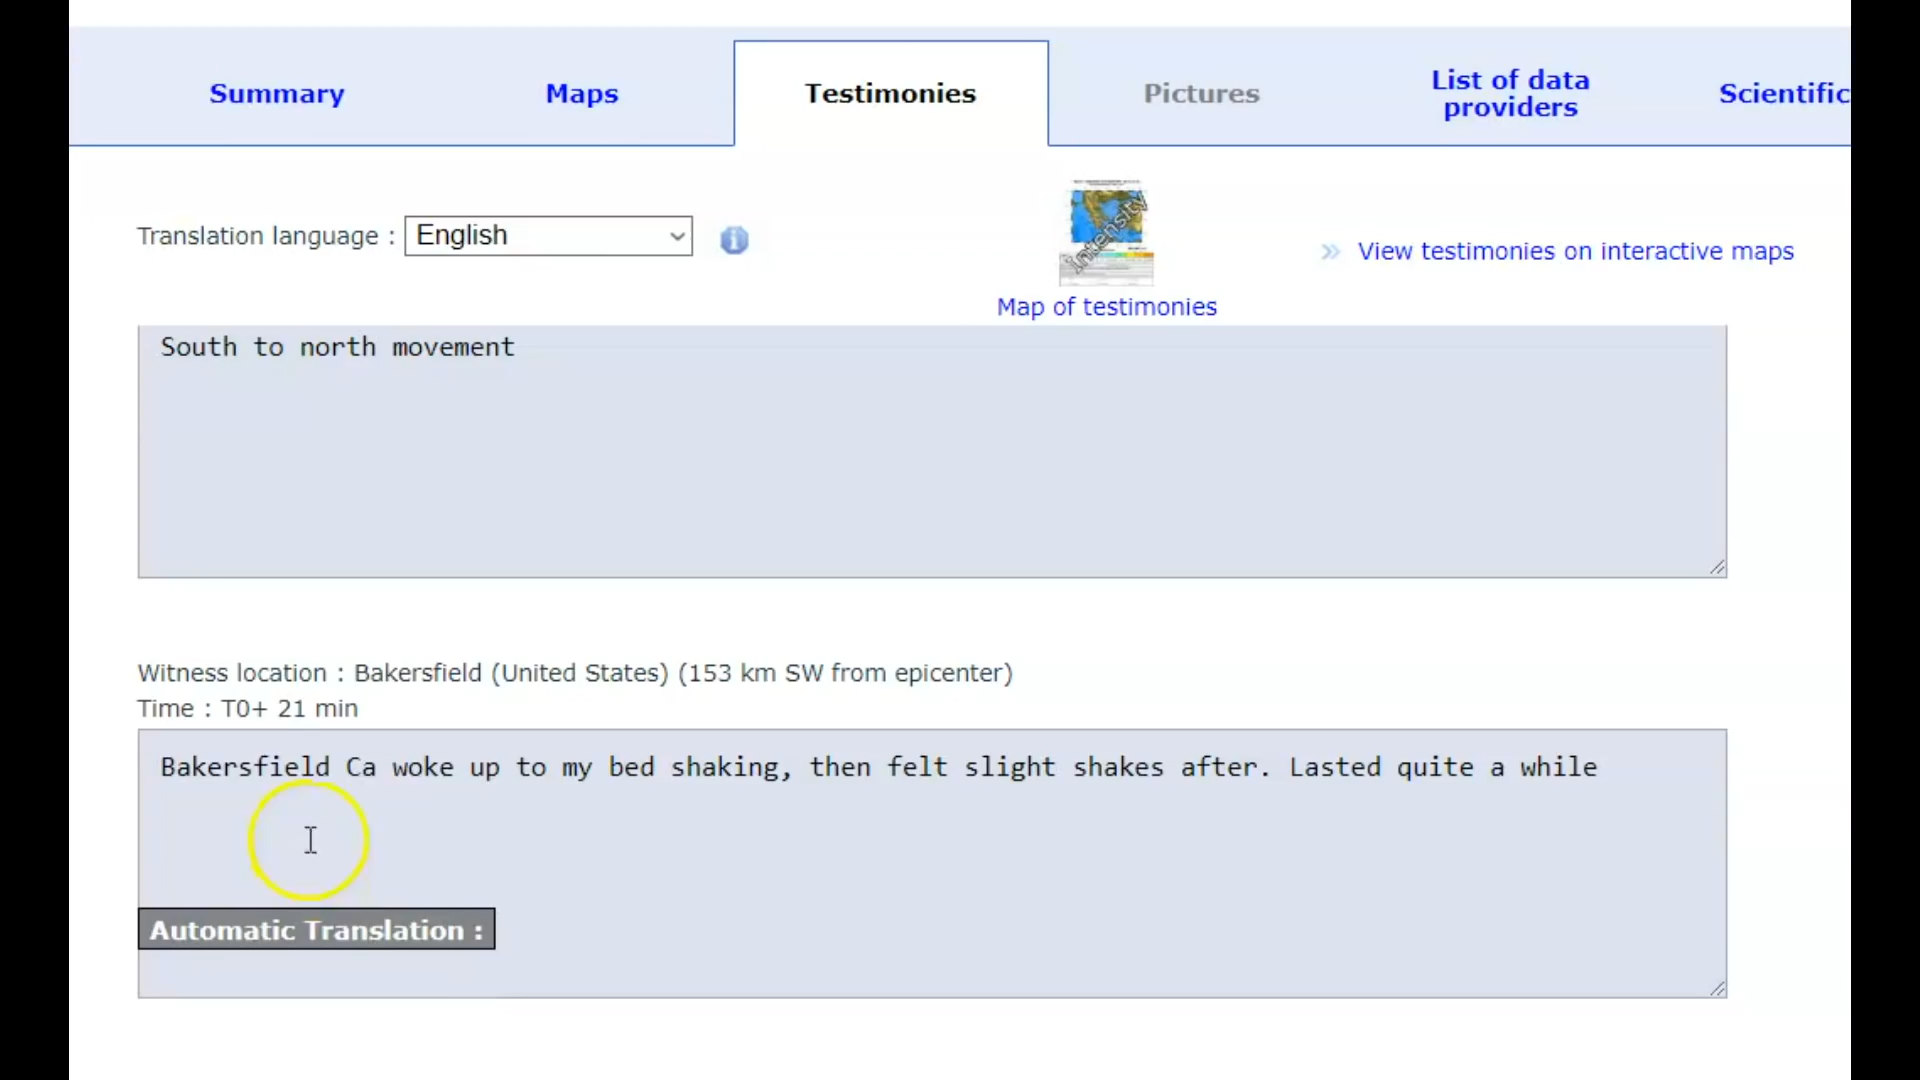 Summary
Maps
Testimonies
Pictures
List of data
providers
Scientific
Translation language :
English
Intensity
Map of testimonies
View testimonies on interactive maps
South to north movement
Witness location : Bakersfield (United States) (153 km SW from epicenter)
Time : T0+ 21 min
Bakersfield Ca woke up to my bed shaking, then felt slight shakes after. Lasted quite a while
Automatic Translation :